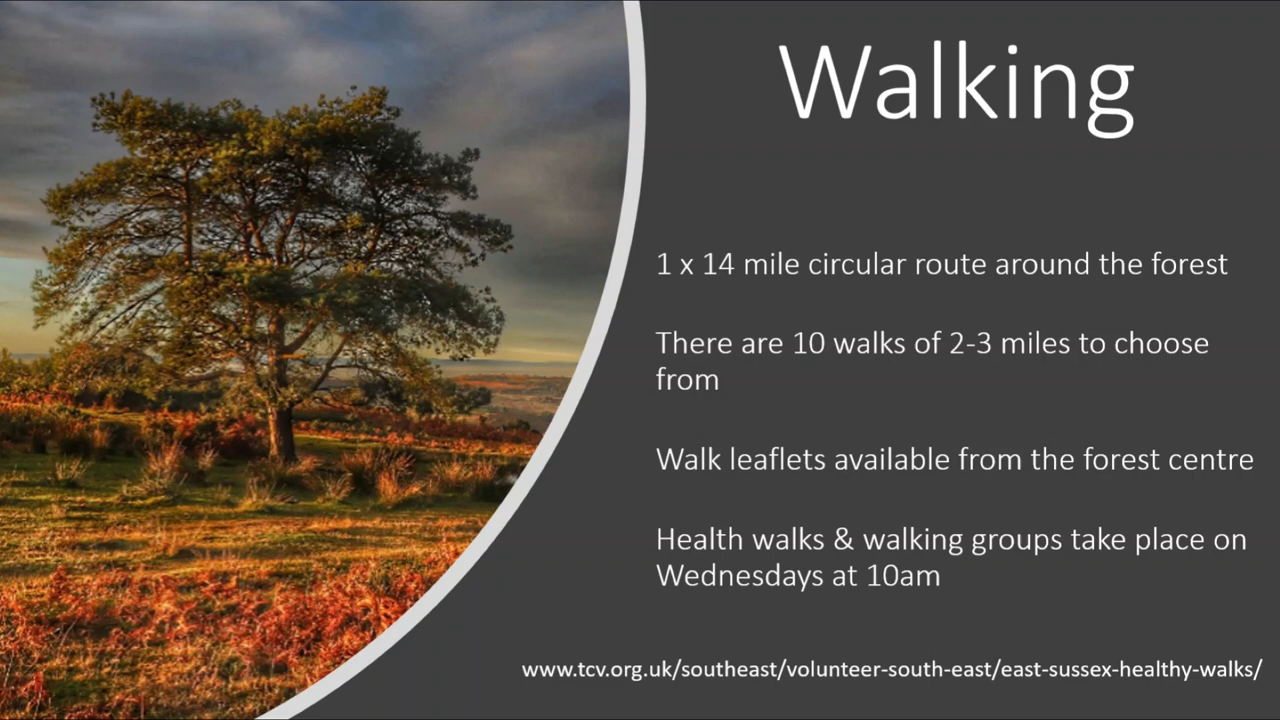 Walking
1 x 14 mile circular route around the forest
There are 10 walks of 2-3 miles to choose
from
Walk leaflets available from the forest centre
Health walks & walking groups take place on
Wednesdays at 10am
www.tcv.org.uk/southeast/volunteer-south-east/east-sussex-healthy-walks/